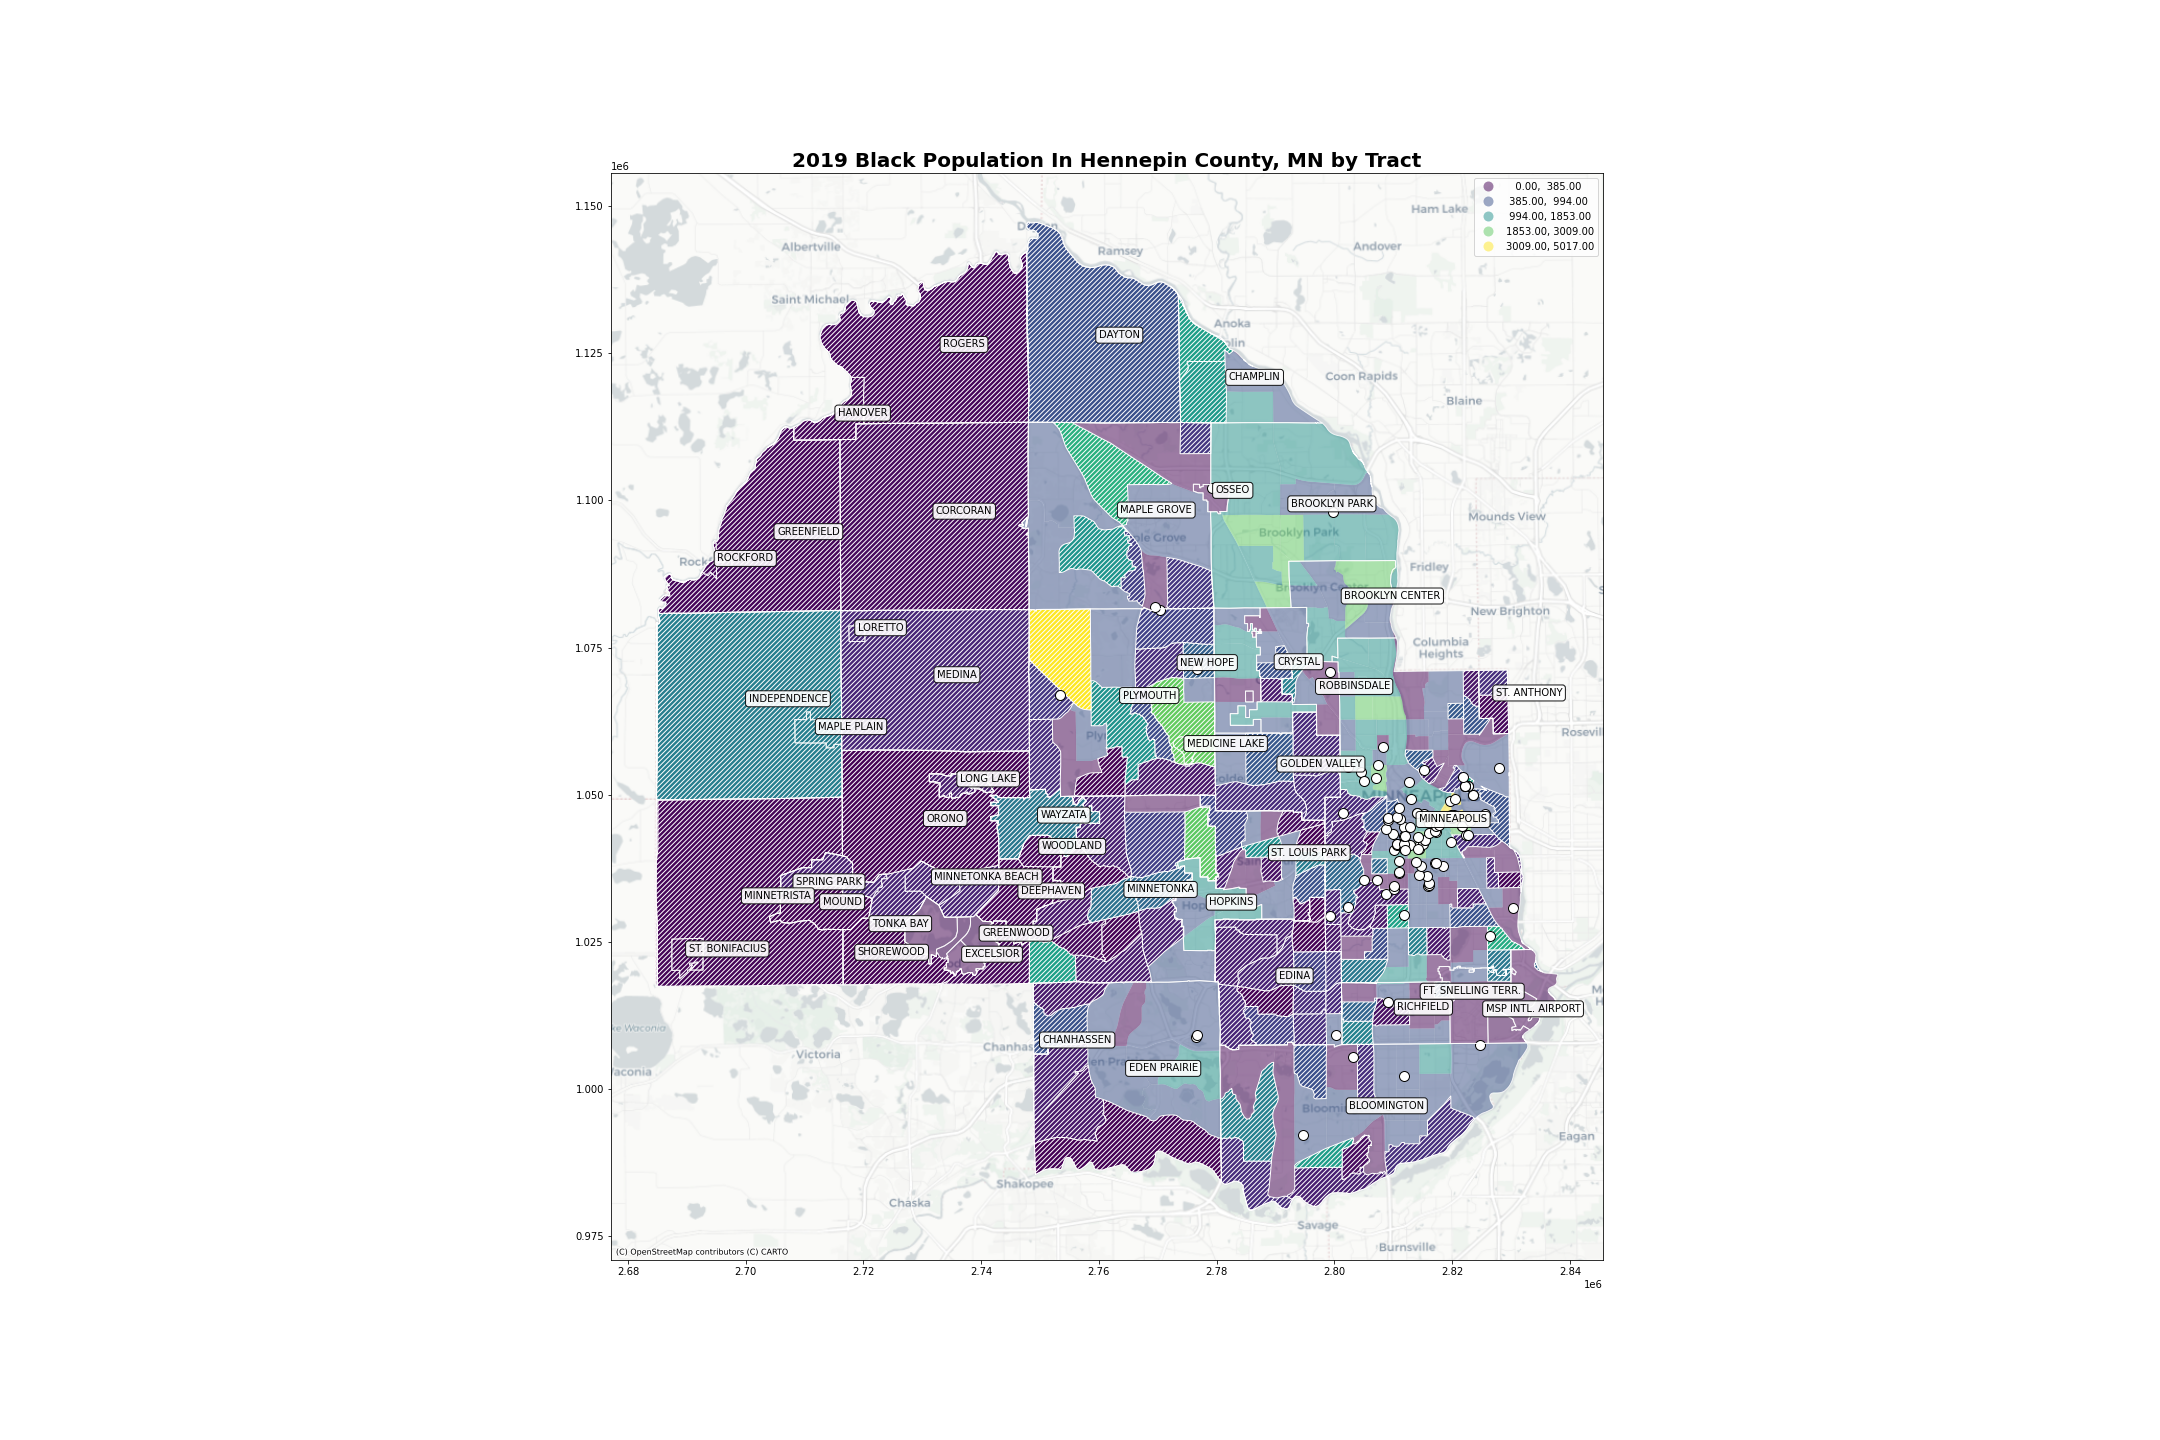 2019 Black Population In Hennepin County, MN by Tract
1e6
0.00, 385.00
385.00, 994.00
994.00, 1853.00
1853.00, 3009.00
3009.00, 5017.00
1.150
1.125
1.100
1.075
1.050
1.025
1.000
0.975
Ham Lake
Albertville
Ramsey
Andover
Saint Michael
Anoka
DAYTON
ROGERS
CHAMPLIN
Coon Rapids
Blaine
HANOVER
OSSEO
BROOKLYN PARK
MAPLE GROVE
CORCORAN
Mounds View
GREENFIELD
Brooklyn Park
ROCKFORD
Fridley
BROOKLYN CENTER
New Brighton
LORETTO
Columbia
Heights
NEW HOPE
CRYSTAL
MEDINA
ROBBINSDALE
ST. ANTHONY
INDEPENDENCE
PLYMOUTH
MAPLE PLAIN
MEDICINE LAKE
GOLDEN VALLEY
LONG LAKE
ORONO
WAYZATA
MINNEAPOLIS
WOODLAND
ST. LOUIS PARK
SPRING PARK
MINNETONKA BEACH
MINNETRISTA
MOUND
DEEPHAVEN
MINNETONKA
HOPKINS
TONKA BAY
GREENWOOD
ST. BONIFACIUS
SHOREWOOD
EXCELSIOR
EDINA
FT. SNELLING TERR.
RICHFIELD
MSP INTL. AIRPORT
CHANHASSEN
Victoria
EDEN PRAIRIE
BLOOMINGTON
Eagan
Shakopee
Chaska
Savage
Burnsville
(C) OpenStreetMap contributors (C) CARTO
2.68
2.70
2.72
2.74
2.76
2.78
2.80
2.82
2.84
1e6